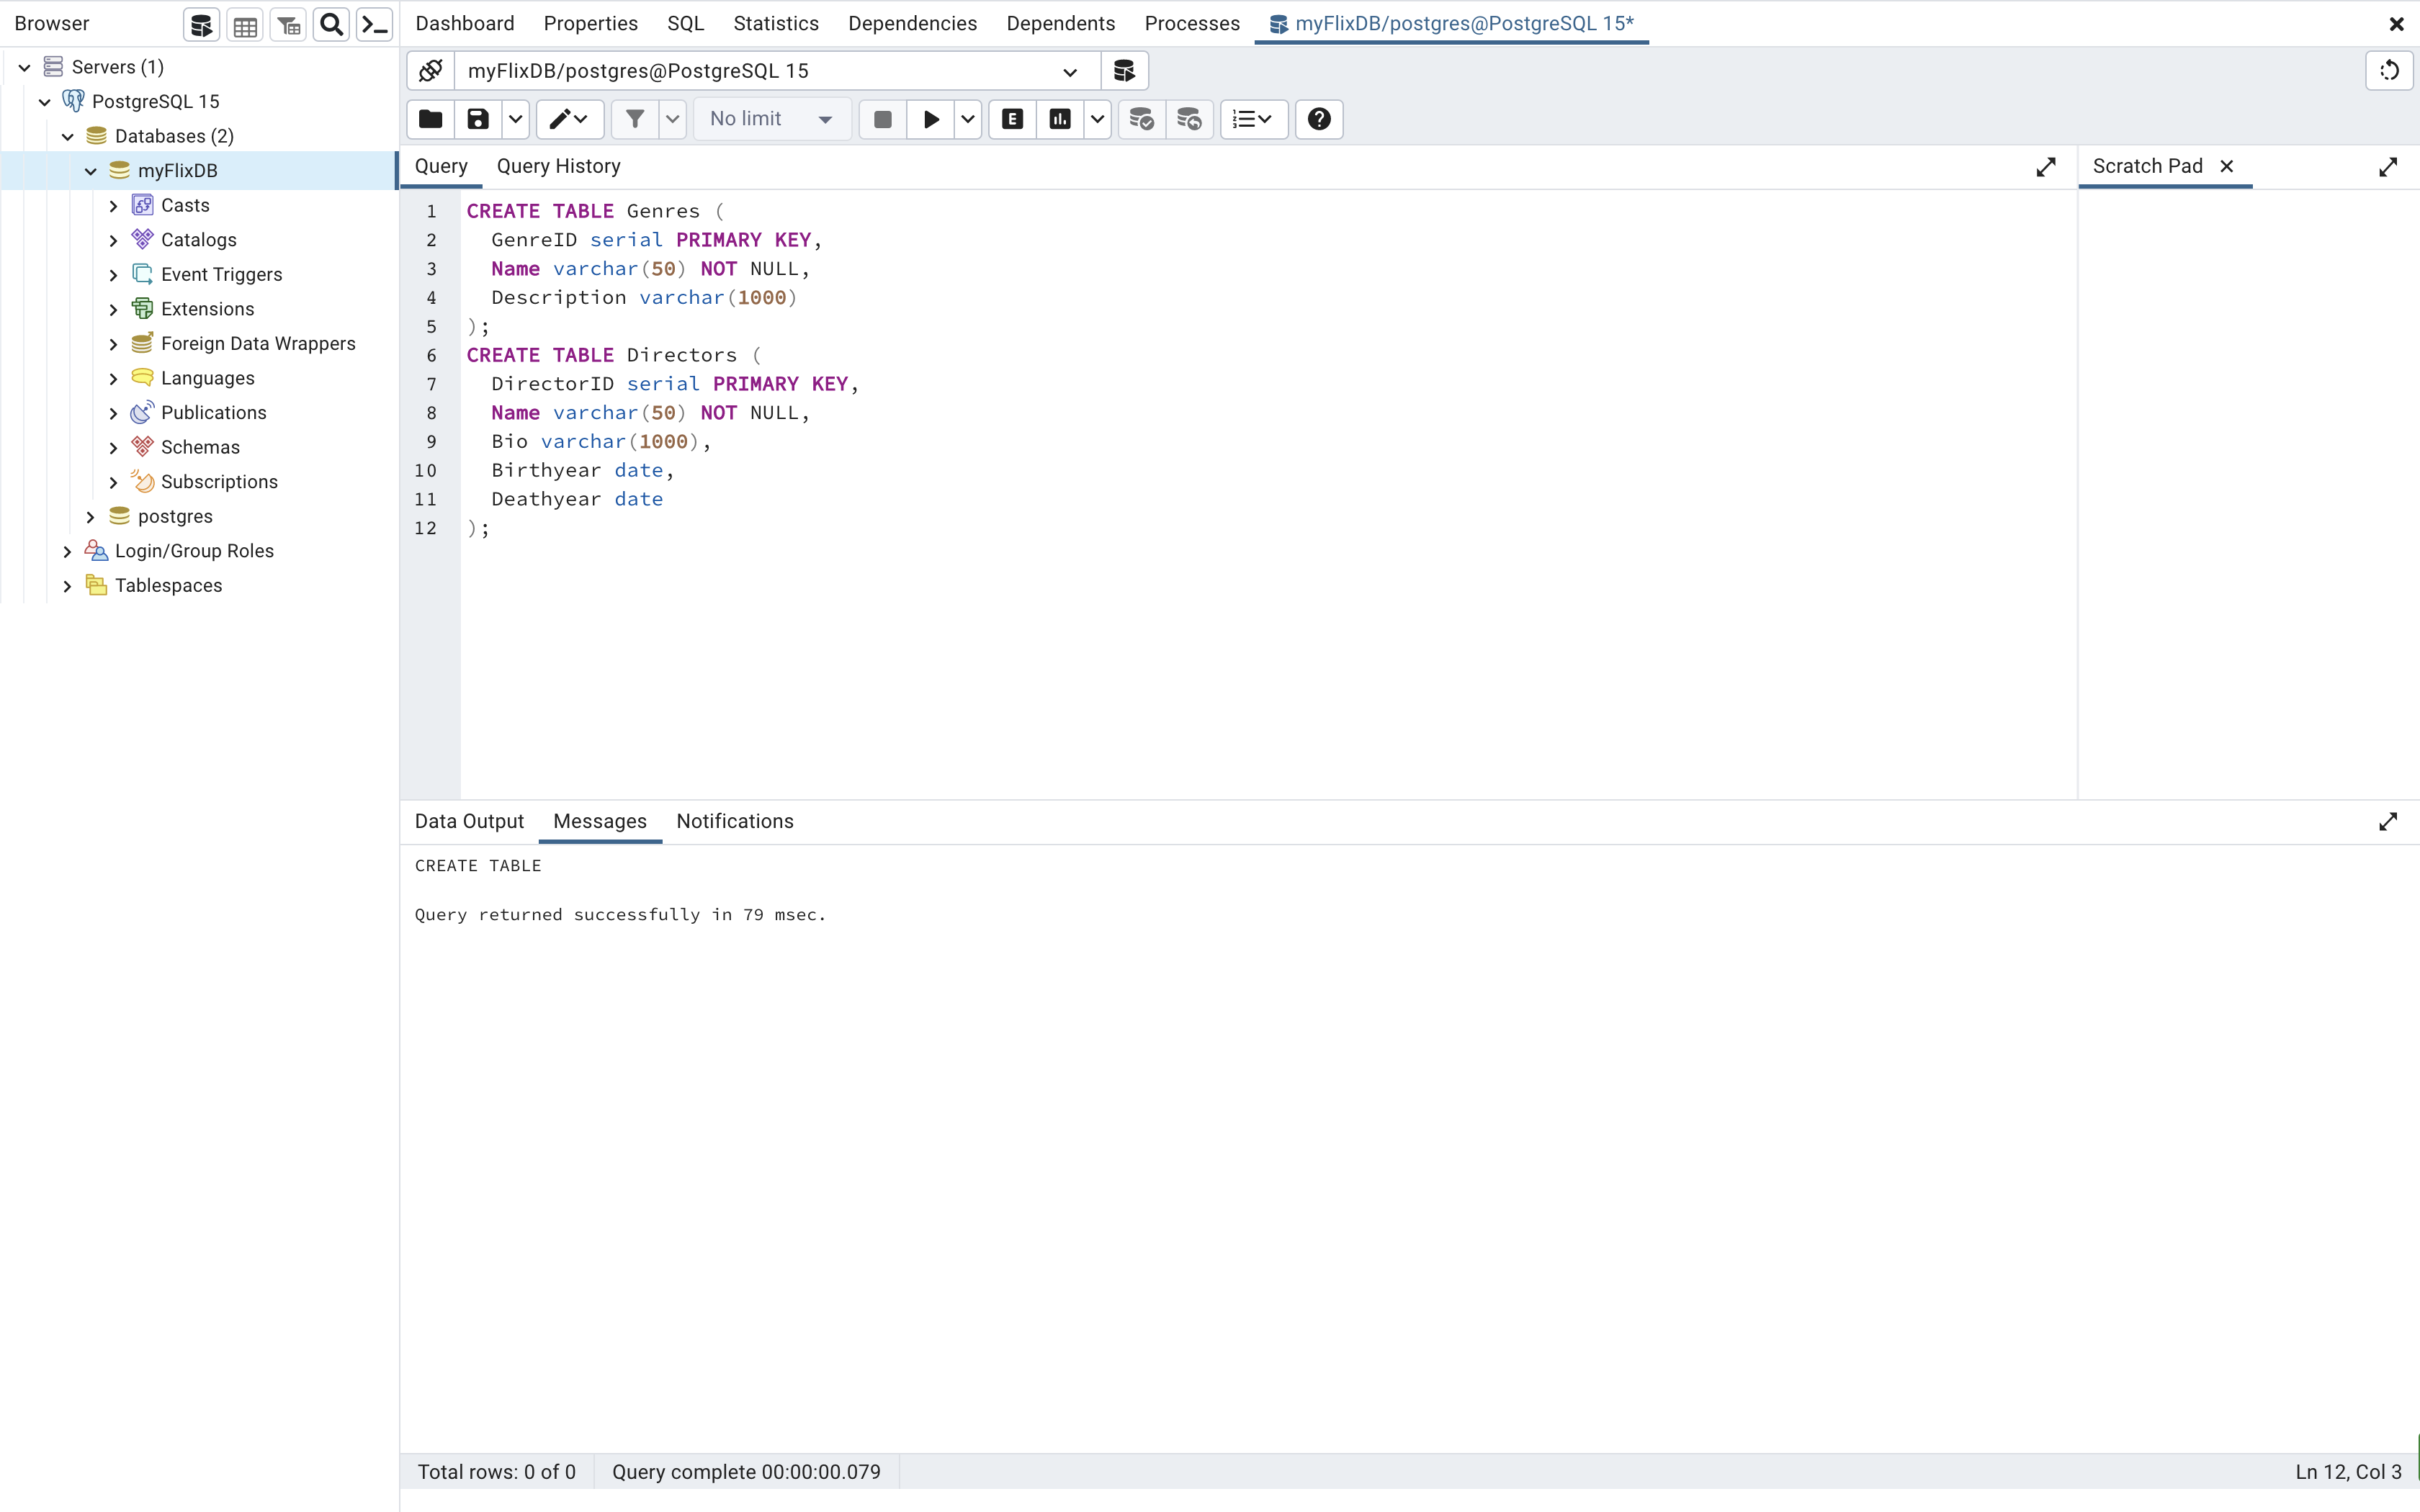 Browser
Dashboard Properties SQL Statistics Dependencies Dependents Processes myFlixDB/postgres@PostgreSQL 15*
Servers (1)
PostgreSQL 15
Databases (2)
myFlixDB
Casts
Catalogs
Event Triggers
Extensions
Foreign Data Wrappers
Languages
Publications
Schemas
Subscriptions
postgres
Login/Group Roles
Tablespaces
myFlixDB/postgres@PostgreSQL 15
No limit E
Query Query History
Scratch Pad
1 CREATE TABLE Genres (
2 GenreID serial PRIMARY KEY,
3 Name varchar(50) NOT NULL,
4 Description varchar(1000)
5 );
6 CREATE TABLE Directors (
7 DirectorID serial PRIMARY KEY,
8 Name varchar(50) NOT NULL,
9 Bio varchar(1000),
10 Birthyear date,
11 Deathyear date
12 );
Data Output Messages Notifications
CREATE TABLE
Query returned successfully in 79 msec.
Total rows: 0 of 0 Query complete 00:00:00.079 Ln 12, Col 3